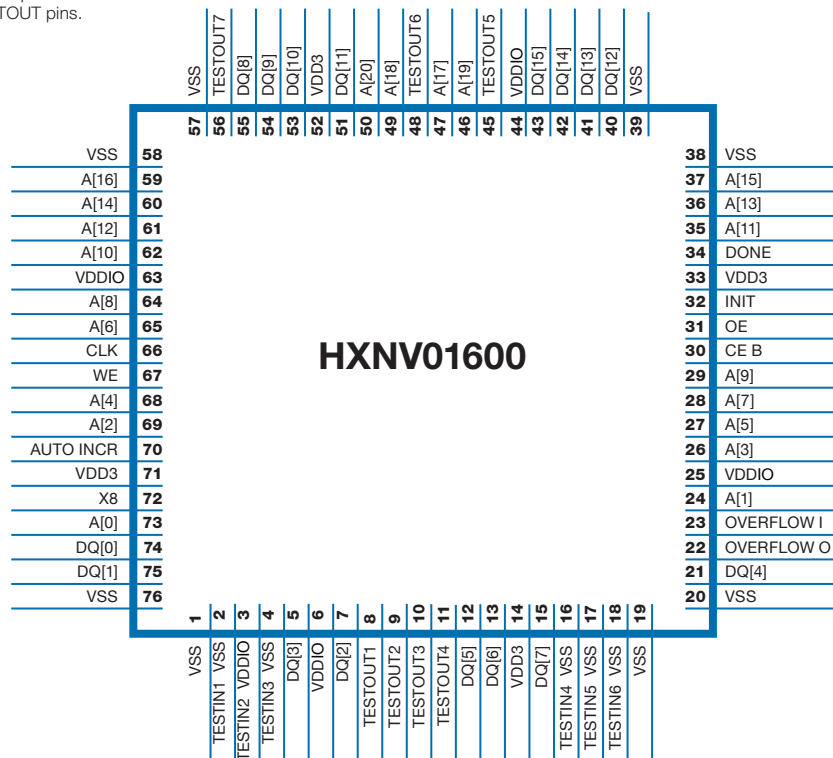 TOUT pins.
VSS
TESTOUT7
DQ[8]
DQ[9]
DQ[10]
VDD3
DQ[11]
A[20]
A[18]
TESTOUT6
A[17]
A[19]
TESTOUT5
VDDIO
DQ[15]
DQ[14]
DQ[13]
DQ[12]
VSS
57
56
55
54
53
52
51
50
49
48
47
46
45
44
43
42
41
40
39
VSS 58
A[16] 59
A[14] 60
A[12] 61
A[10] 62
VDDIO 63
A[8] 64
A[6] 65
CLK 66
WE 67
A[4] 68
A[2] 69
AUTO INCR 70
VDD3 71
X8 72
A[0] 73
DQ[0] 74
DQ[1] 75
VSS 76
HXNV01600
38 VSS
37 A[15]
36 A[13]
35 A[11]
34 DONE
33 VDD3
32 INIT
31 OE
30 CE B
29 A[9]
28 A[7]
27 A[5]
26 A[3]
25 VDDIO
24 A[1]
23 OVERFLOW I
22 OVERFLOW O
21 DQ[4]
20 VSS
1
2
3
4
5
6
7
8
9
10
11
12
13
14
15
16
17
18
19
VSS
TESTIN1 VSS
TESTIN2 VDDIO
TESTIN3 VSS
DQ[3]
VDDIO
DQ[2]
TESTOUT1
TESTOUT2
TESTOUT3
TESTOUT4
DQ[5]
DQ[6]
VDD3
DQ[7]
TESTIN4 VSS
TESTIN5 VSS
TESTIN6 VSS
VSS